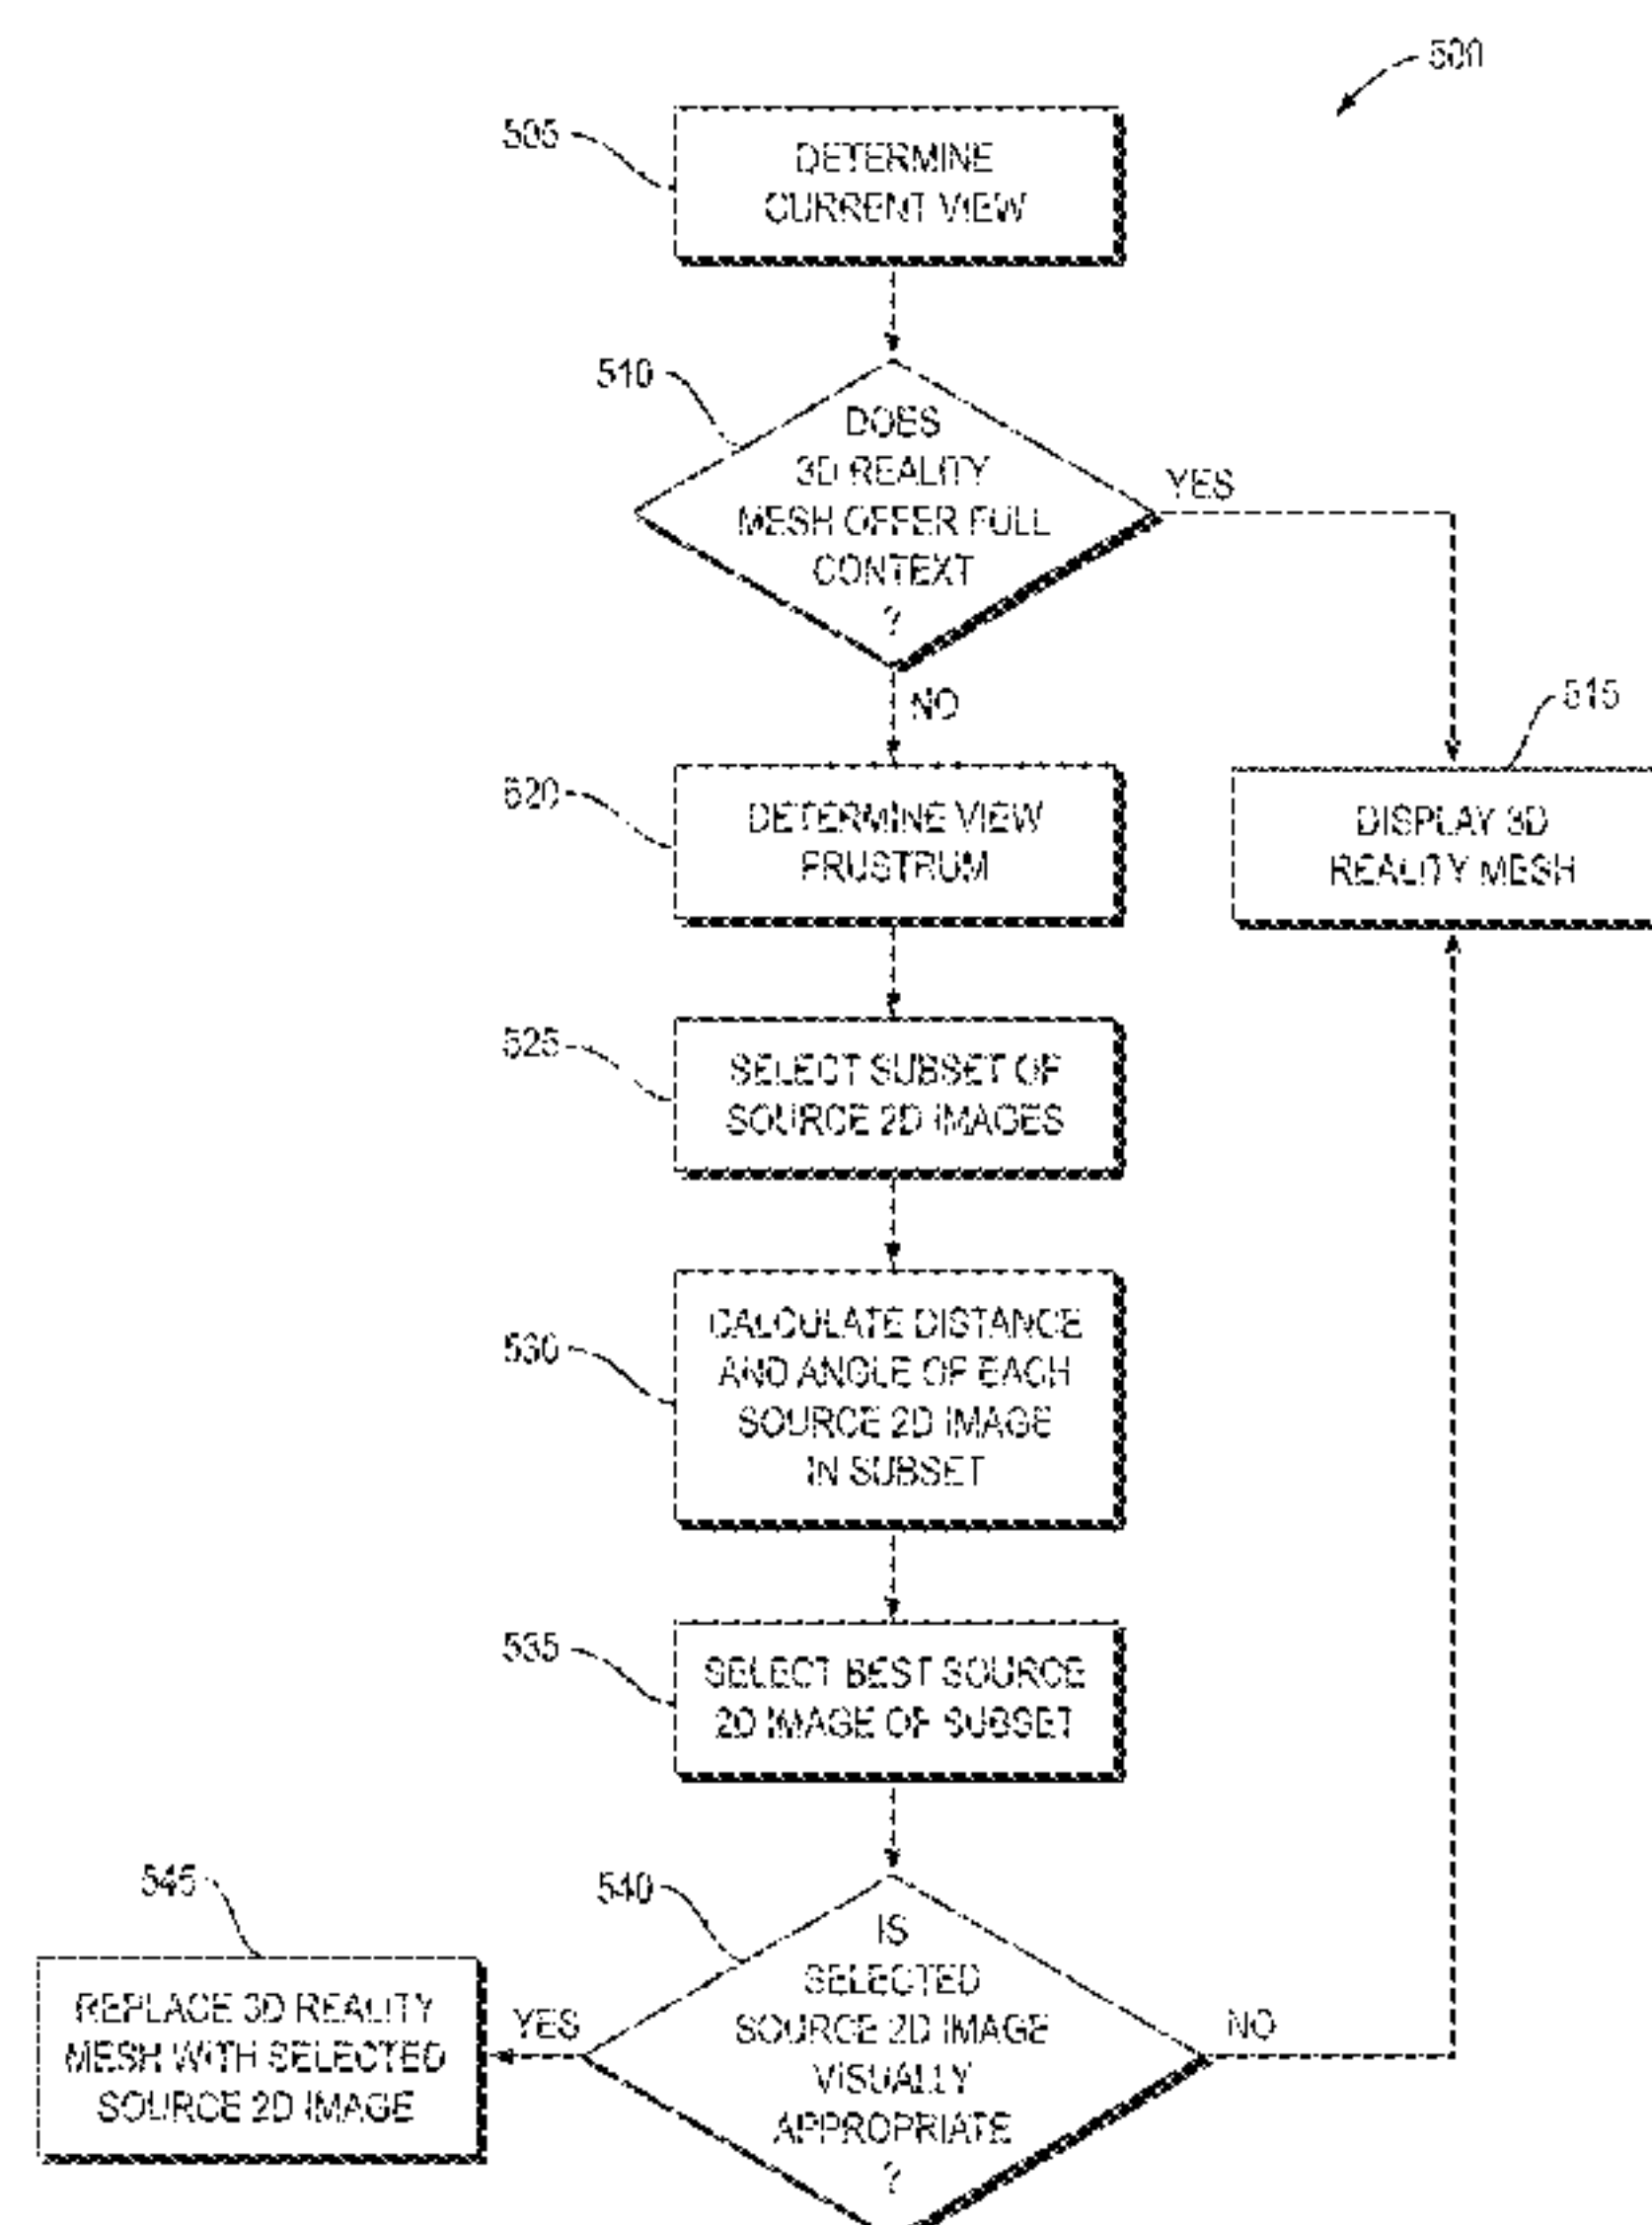 500
505
DETERMINE
CURRENT VIEW
510
DOES
3D REALITY
MESH OFFER FULL
CONTEXT
?
YES
NO
515
DISPLAY 3D
REALITY MESH
520
DETERMINE VIEW
FRUSTRUM
525
SELECT SUBSET OF
SOURCE 2D IMAGES
530
CALCULATE DISTANCE
AND ANGLE OF EACH
SOURCE 2D IMAGE
IN SUBSET
535
SELECT BEST SOURCE
2D IMAGE OF SUBSET
540
IS
SELECTED
SOURCE 2D IMAGE
VISUALLY
APPROPRIATE
?
YES
NO
545
REPLACE 3D REALITY
MESH WITH SELECTED
SOURCE 2D IMAGE